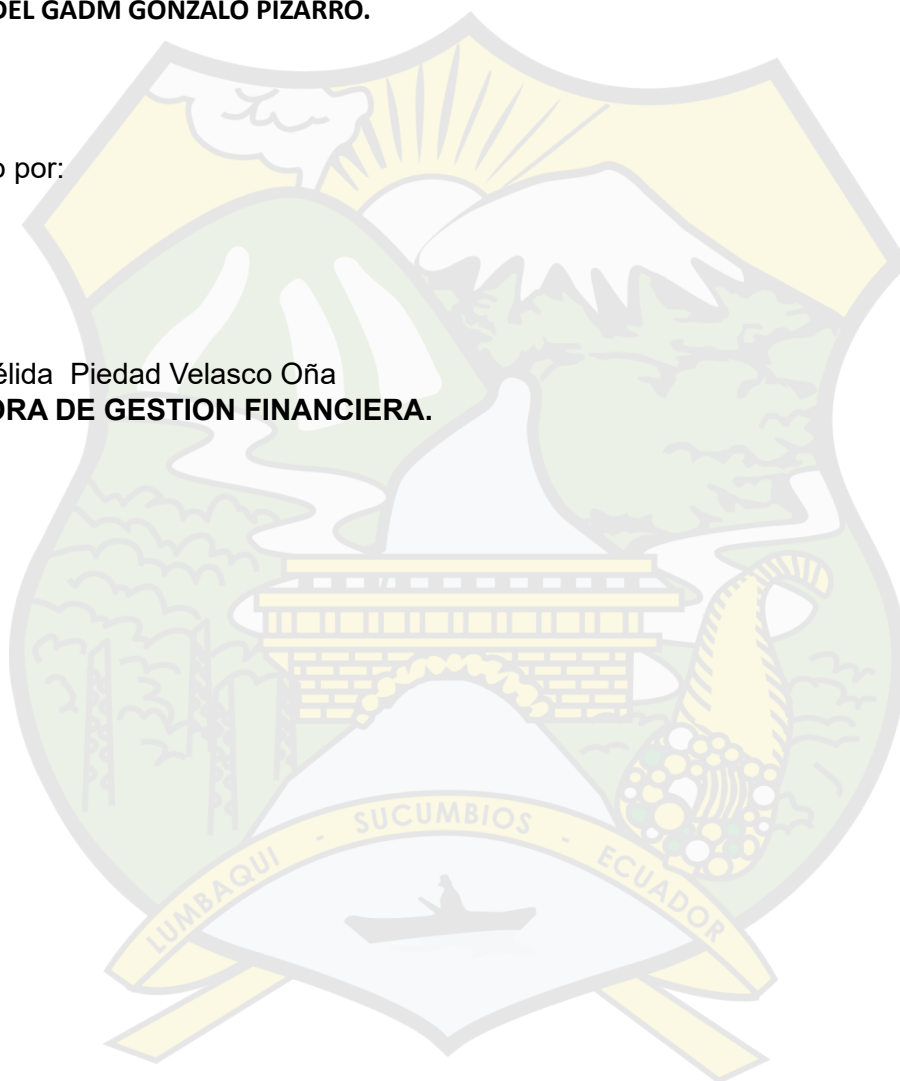 DEL GADM GONZALO PIZARRO.
o por:
élida Piedad Velasco Oña
ORA DE GESTION FINANCIERA.
LUMBAQUI - SUCUMBIOS - ECUADOR